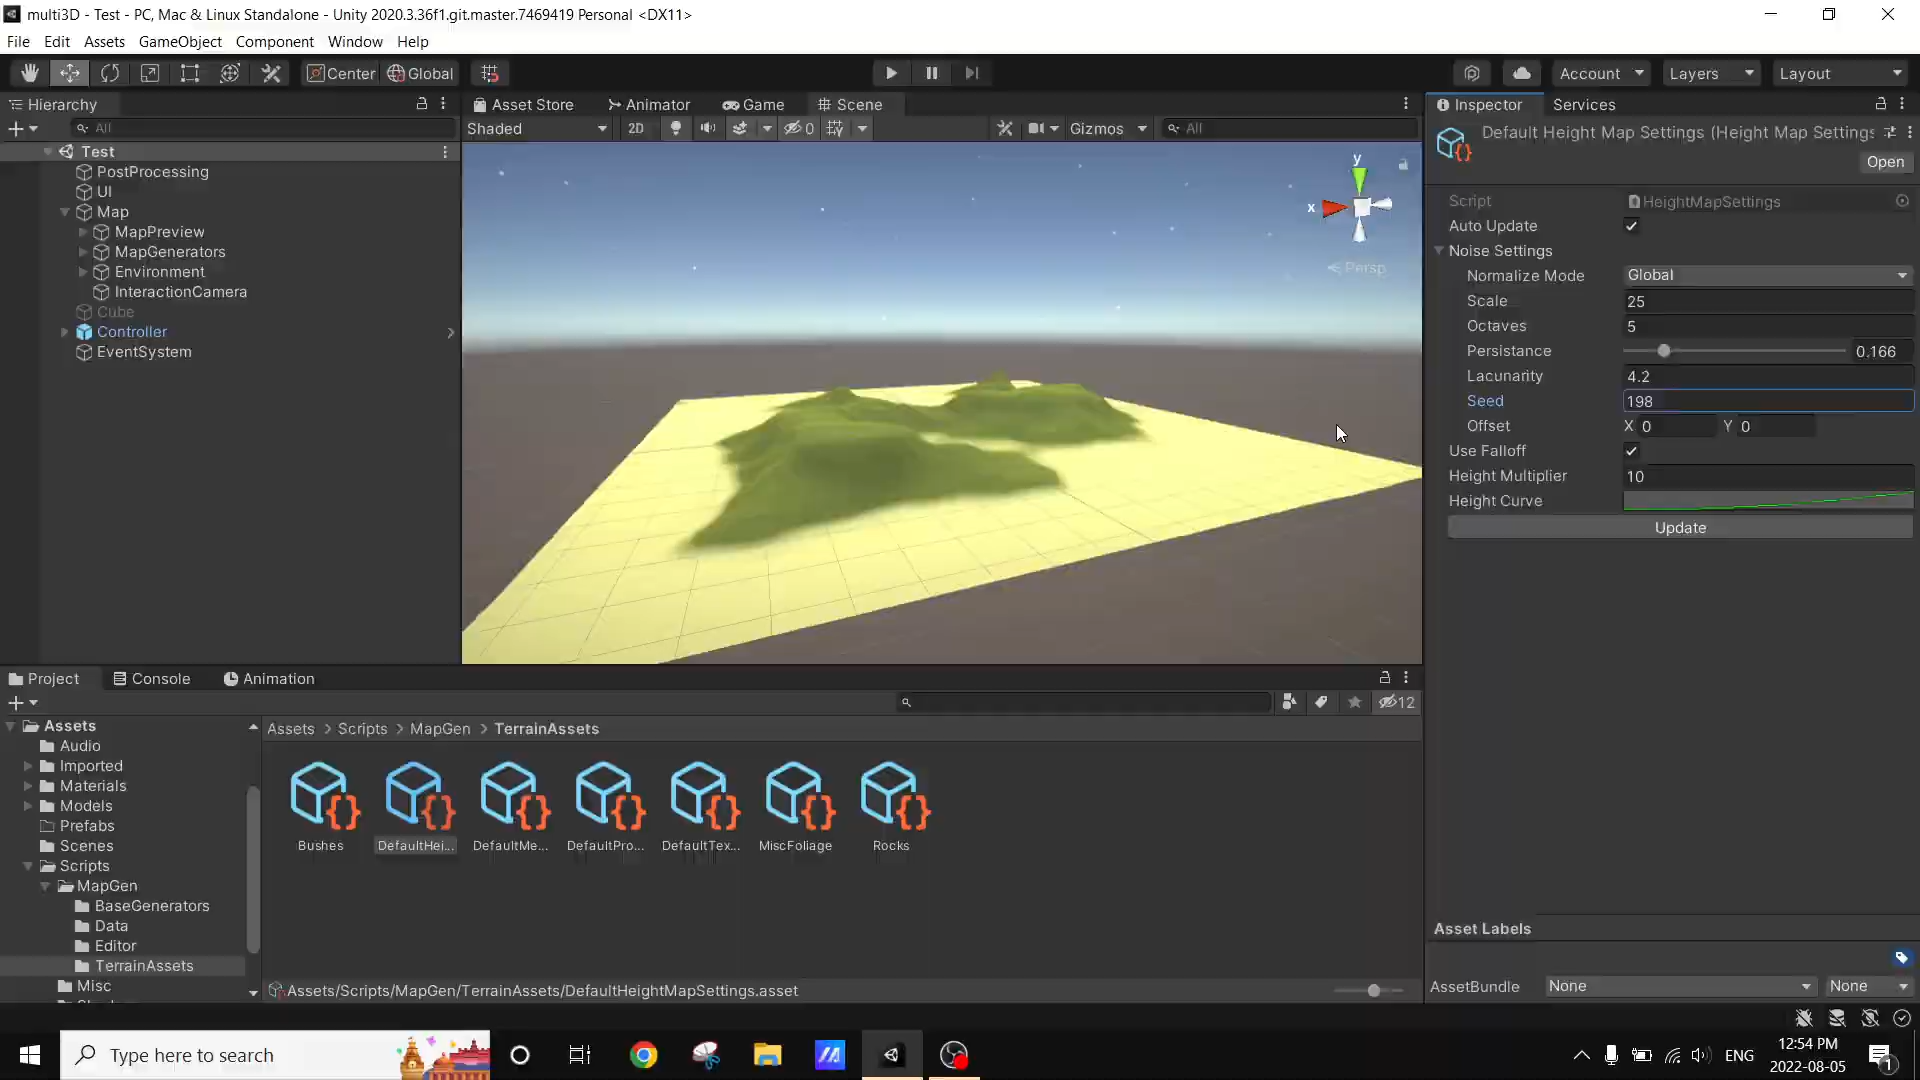 multi3D - Test - PC, Mac & Linux Standalone - Unity 2020.3.36f1.git.master.7469419 Personal <DX11>
File Edit Assets GameObject Component Window Help
Center Global
Account Layers Layout
Hierarchy
All
Test
PostProcessing
UI
Map
MapPreview
MapGenerators
Environment
InteractionCamera
Cube
Controller
EventSystem
Asset Store Animator Game Scene
Shaded 2D 0 Gizmos All
y
x
Persp
Inspector Services
Default Height Map Settings (Height Map Settings
Open
Script HeightMapSettings
Auto Update
Noise Settings
Normalize Mode Global
Scale 25
Octaves 5
Persistance 0.166
Lacunarity 4.2
Seed 198
Offset X 0 Y 0
Use Falloff
Height Multiplier 10
Height Curve
Update
Asset Labels
AssetBundle None None
Project Console Animation
12
Assets
Audio
Imported
Materials
Models
Prefabs
Scenes
Scripts
MapGen
BaseGenerators
Data
Editor
TerrainAssets
Misc
Assets > Scripts > MapGen > TerrainAssets
Bushes DefaultHei... DefaultMe... DefaultPro... DefaultTex... MiscFoliage Rocks
Assets/Scripts/MapGen/TerrainAssets/DefaultHeightMapSettings.asset
Type here to search
ENG
12:54 PM
2022-08-05
1